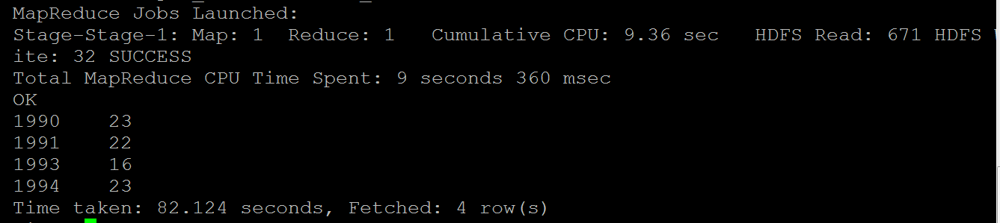 MapReduce Jobs Launched:
Stage-Stage-1: Map: 1  Reduce: 1   Cumulative CPU: 9.36 sec   HDFS Read: 671 HDFS
ite: 32 SUCCESS
Total MapReduce CPU Time Spent: 9 seconds 360 msec
OK
1990    23
1991    22
1993    16
1994    23
Time taken: 82.124 seconds, Fetched: 4 row(s)